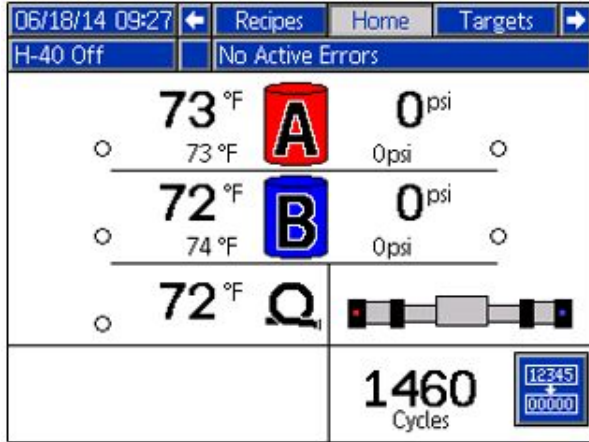 06/18/14 09:27 Recipes Home Targets
H-40 Off No Active Errors
73 °F A 0 psi
73 °F 0psi
72 °F B 0 psi
74 °F 0psi
72 °F
1460 12345
Cycles 00000